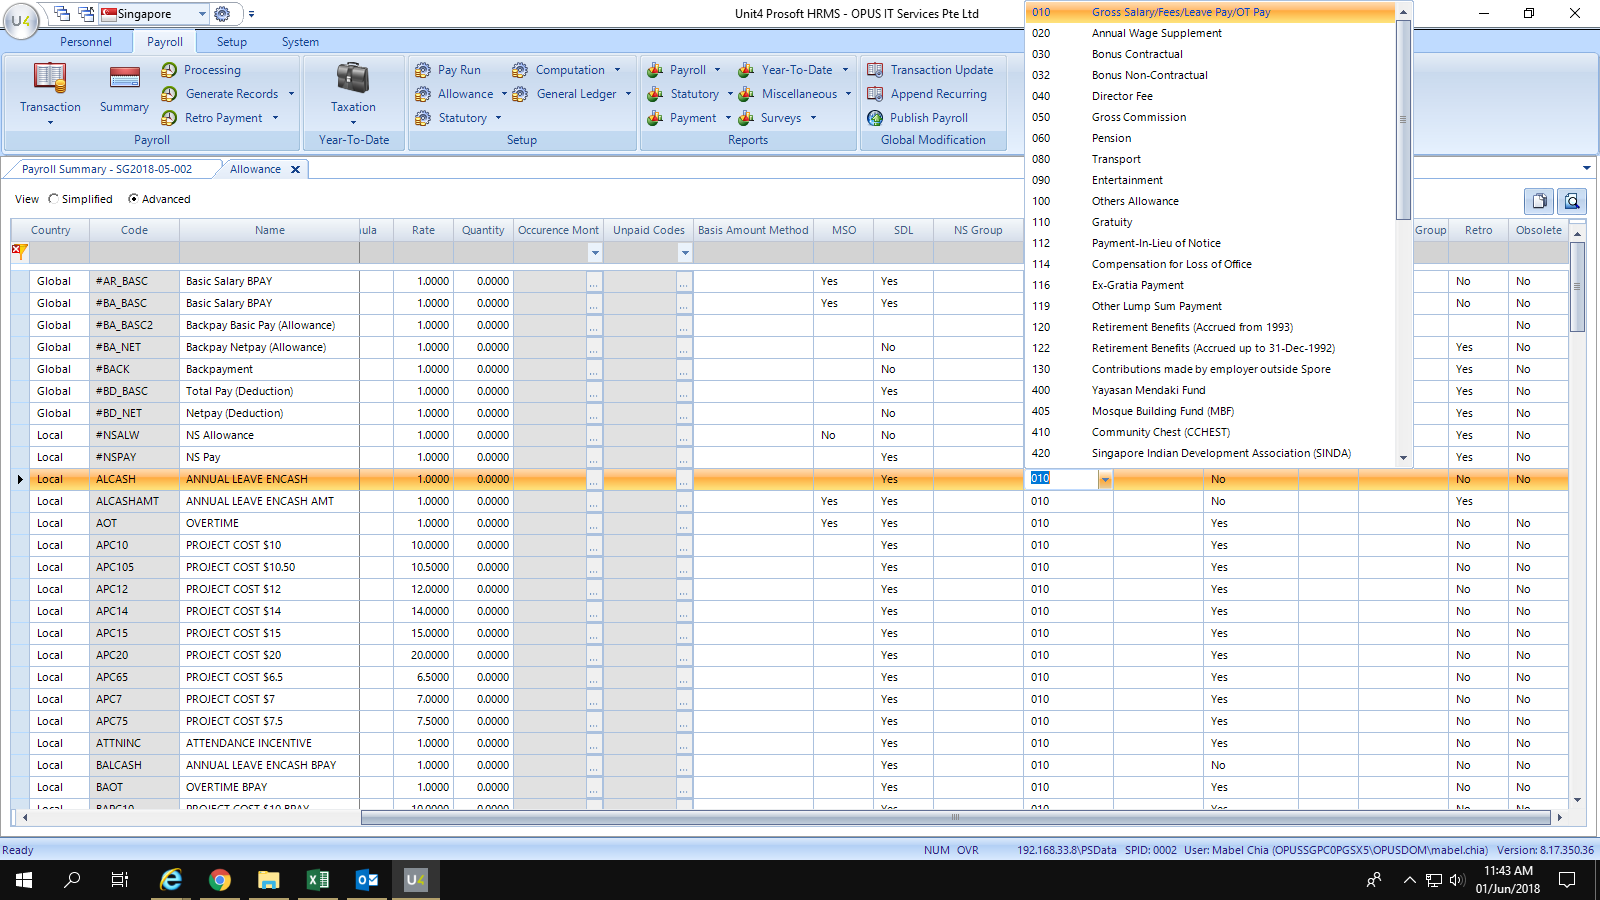 U4
Singapore
Unit4 Prosoft HRMS - OPUS IT Services Pte Ltd
Personnel Payroll Setup System
Transaction
Summary
Processing
Generate Records
Retro Payment
Payroll
Taxation
Year-To-Date
Pay Run
Allowance
Statutory
Computation
General Ledger
Setup
Payroll
Statutory
Payment
Year-To-Date
Miscellaneous
Surveys
Reports
Transaction Update
Append Recurring
Publish Payroll
Global Modification
010 Gross Salary/Fees/Leave Pay/OT Pay
020 Annual Wage Supplement
030 Bonus Contractual
032 Bonus Non-Contractual
040 Director Fee
050 Gross Commission
060 Pension
080 Transport
090 Entertainment
100 Others Allowance
110 Gratuity
112 Payment-In-Lieu of Notice
114 Compensation for Loss of Office
116 Ex-Gratia Payment
119 Other Lump Sum Payment
120 Retirement Benefits (Accrued from 1993)
122 Retirement Benefits (Accrued up to 31-Dec-1992)
130 Contributions made by employer outside Spore
400 Yayasan Mendaki Fund
405 Mosque Building Fund (MBF)
410 Community Chest (CCHEST)
420 Singapore Indian Development Association (SINDA)
Payroll Summary - SG2018-05-002 Allowance
View Simplified Advanced
Country Code Name ula Rate Quantity Occurence Mont Unpaid Codes Basis Amount Method MSO SDL NS Group Group Retro Obsolete
Global #AR_BASC Basic Salary BPAY 1.0000 0.0000 ... ... Yes Yes No No
Global #BA_BASC Basic Salary BPAY 1.0000 0.0000 ... ... Yes Yes No No
Global #BA_BASC2 Backpay Basic Pay (Allowance) 1.0000 0.0000 ... ... No
Global #BA_NET Backpay Netpay (Allowance) 1.0000 0.0000 ... ... No Yes No
Global #BACK Backpayment 1.0000 0.0000 ... ... No Yes No
Global #BD_BASC Total Pay (Deduction) 1.0000 0.0000 ... ... Yes Yes No
Global #BD_NET Netpay (Deduction) 1.0000 0.0000 ... ... No Yes No
Local #NSALW NS Allowance 1.0000 0.0000 ... ... No No Yes No
Local #NSPAY NS Pay 1.0000 0.0000 ... ... Yes Yes No
Local ALCASH ANNUAL LEAVE ENCASH 1.0000 0.0000 ... ... Yes 010 No No No
Local ALCASHAMT ANNUAL LEAVE ENCASH AMT 1.0000 0.0000 ... ... Yes Yes 010 No Yes
Local AOT OVERTIME 1.0000 0.0000 ... ... Yes Yes 010 Yes No No
Local APC10 PROJECT COST $10 10.0000 0.0000 ... ... Yes 010 Yes No No
Local APC105 PROJECT COST $10.50 10.5000 0.0000 ... ... Yes 010 Yes No No
Local APC12 PROJECT COST $12 12.0000 0.0000 ... ... Yes 010 Yes No No
Local APC14 PROJECT COST $14 14.0000 0.0000 ... ... Yes 010 Yes No No
Local APC15 PROJECT COST $15 15.0000 0.0000 ... ... Yes 010 Yes No No
Local APC20 PROJECT COST $20 20.0000 0.0000 ... ... Yes 010 Yes No No
Local APC65 PROJECT COST $6.5 6.5000 0.0000 ... ... Yes 010 Yes No No
Local APC7 PROJECT COST $7 7.0000 0.0000 ... ... Yes 010 Yes No No
Local APC75 PROJECT COST $7.5 7.5000 0.0000 ... ... Yes 010 Yes No No
Local ATTNINC ATTENDANCE INCENTIVE 1.0000 0.0000 ... ... Yes 010 Yes No No
Local BALCASH ANNUAL LEAVE ENCASH BPAY 1.0000 0.0000 ... ... Yes 010 No No No
Local BAOT OVERTIME BPAY 1.0000 0.0000 ... ... Yes 010 Yes No No
Local BAPC10 PROJECT COST $10 BPAY 10.0000 0.0000 ... ... Yes 010 Yes No No
Ready NUM OVR 192.168.33.8\PSData SPID: 0002 User: Mabel Chia (OPUSSGPC0PGSX5\OPUSDOM\mabel.chia) Version: 8.17.350.36
U4
11:43 AM
01/Jun/2018